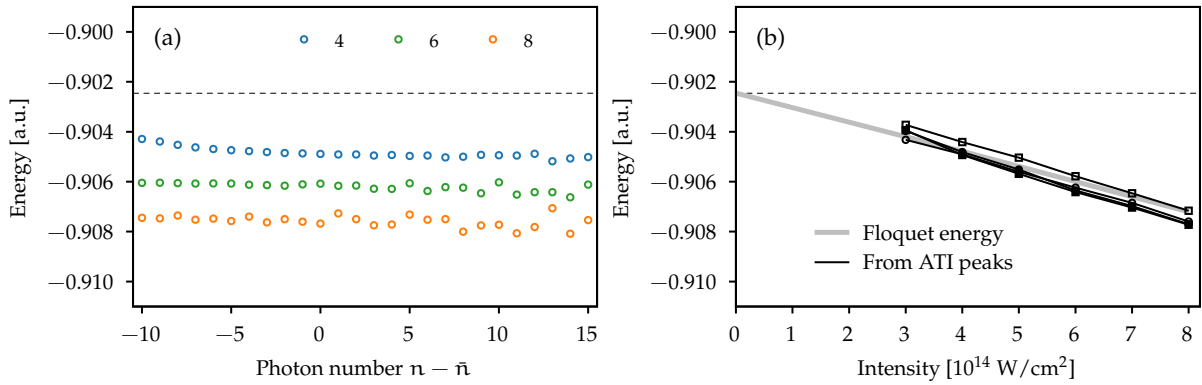 (a) 4 6 8
−0.900
−0.902
−0.904
−0.906
−0.908
−0.910
Energy [a.u.]
−10 −5 0 5 10 15
Photon number n − n̄
(b)
−0.900
−0.902
−0.904
−0.906
−0.908
−0.910
Energy [a.u.]
Floquet energy
From ATI peaks
0 1 2 3 4 5 6 7 8
Intensity [10¹⁴ W/cm²]